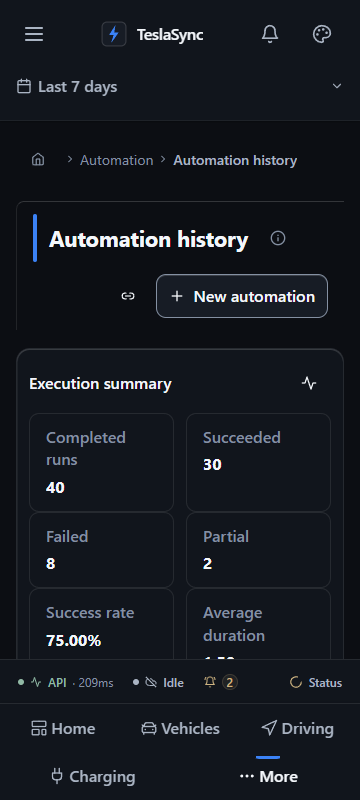 TeslaSync
Last 7 days
Automation
Automation history
Automation history
New automation
Execution summary
Completed runs
40
Succeeded
30
Failed
8
Partial
2
Success rate
75.00%
Average duration
API · 209ms
Idle
2
Status
Home
Vehicles
Driving
Charging
More